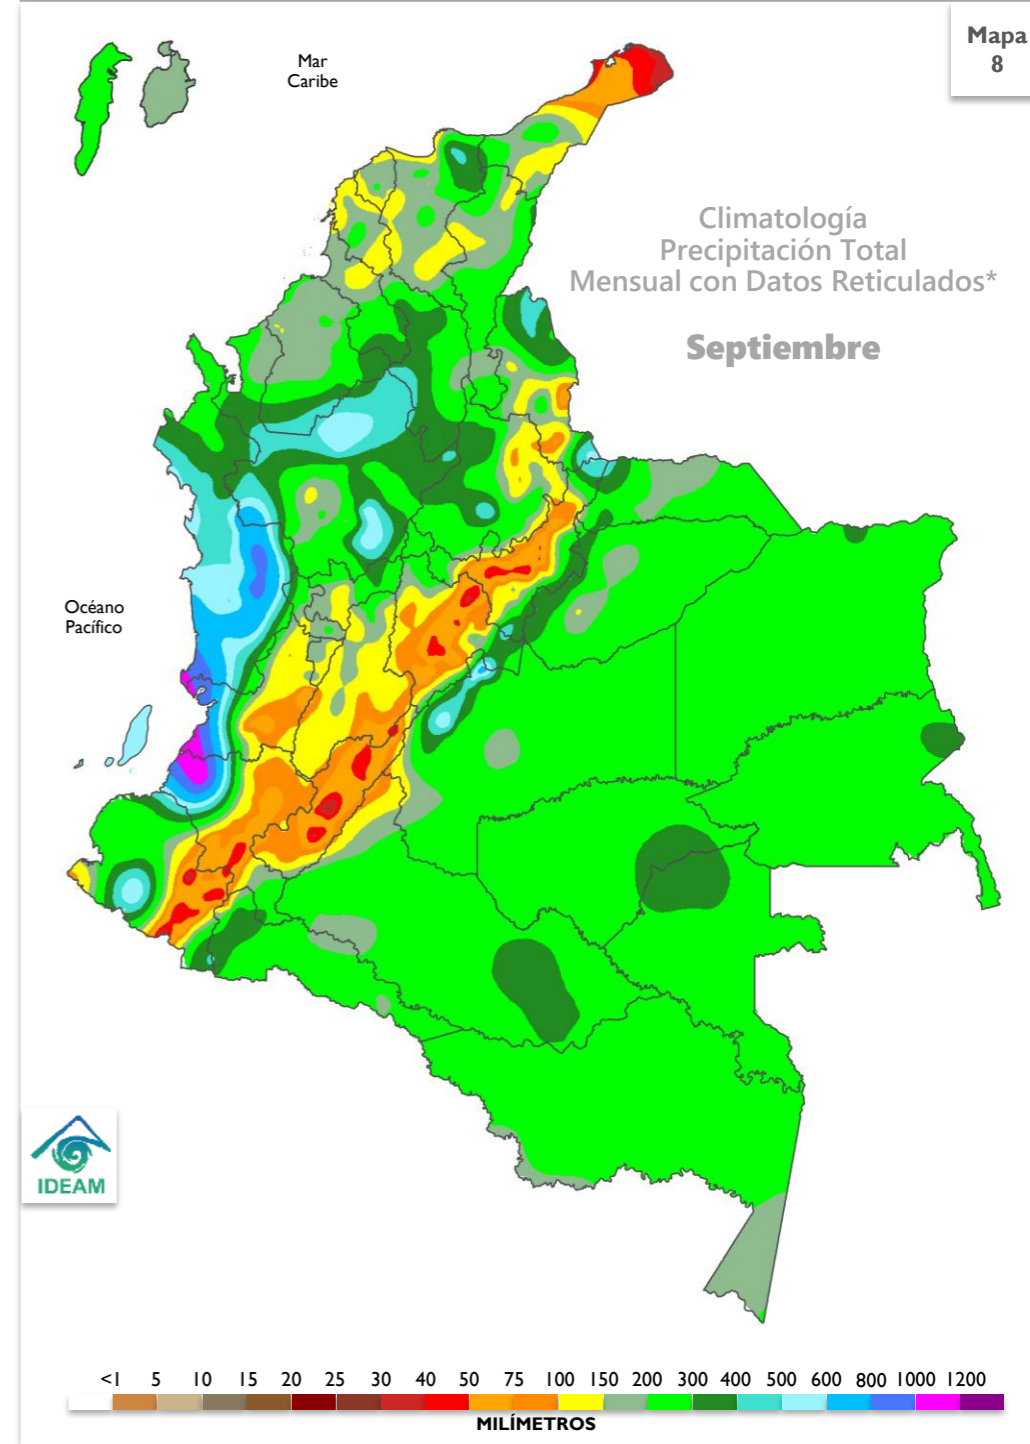 Mapa
8
Mar
Caribe
Climatología
Precipitación Total
Mensual con Datos Reticulados*
Septiembre
Océano
Pacífico
IDEAM
<1 5 10 15 20 25 30 40 50 75 100 150 200 300 400 500 600 800 1000 1200
MILÍMETROS